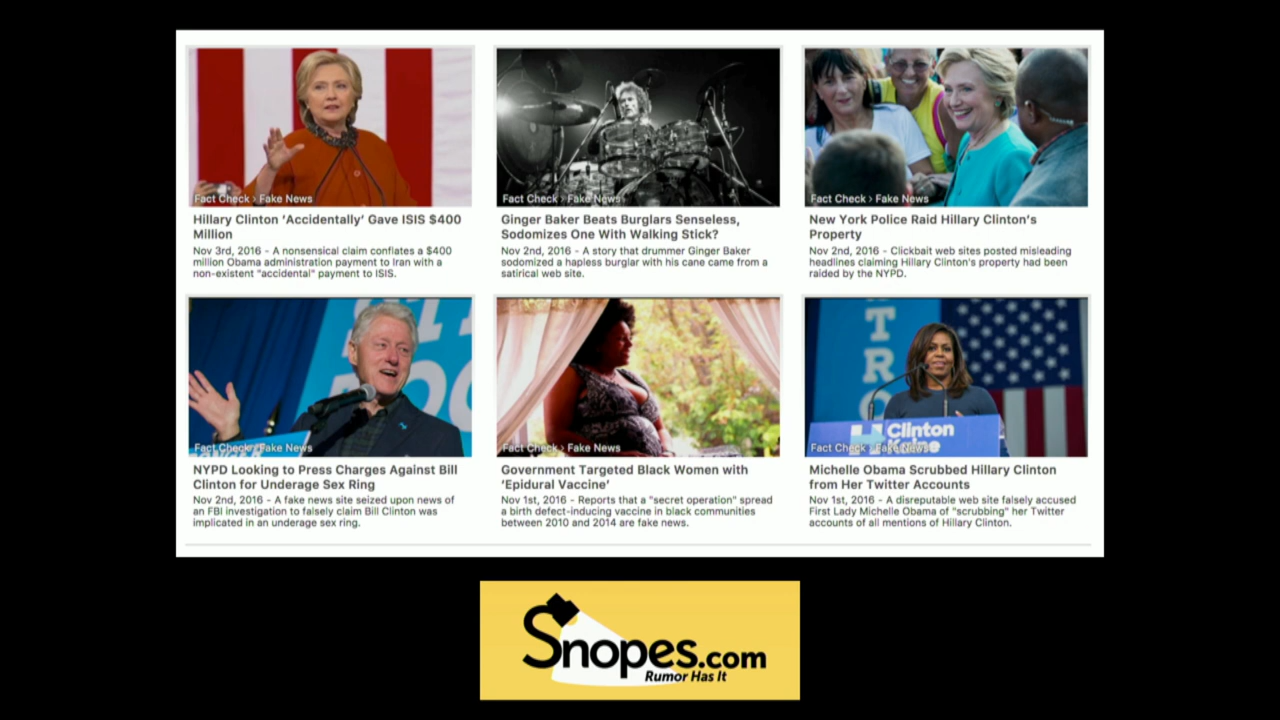 Fact Check › Fake News
Hillary Clinton ‘Accidentally’ Gave ISIS $400
Million
Nov 3rd, 2016 - A nonsensical claim conflates a $400
million Obama administration payment to Iran with a
non-existent "accidental" payment to ISIS.
Fact Check › Fake News
Ginger Baker Beats Burglars Senseless,
Sodomizes One With Walking Stick?
Nov 2nd, 2016 - A story that drummer Ginger Baker
sodomized a hapless burglar with his cane came from a
satirical web site.
Fact Check › Fake News
New York Police Raid Hillary Clinton’s
Property
Nov 2nd, 2016 - Clickbait web sites posted misleading
headlines claiming Hillary Clinton's property had been
raided by the NYPD.
Fact Check › Fake News
NYPD Looking to Press Charges Against Bill
Clinton for Underage Sex Ring
Nov 2nd, 2016 - A fake news site seized upon news of
an FBI investigation to falsely claim Bill Clinton was
implicated in an underage sex ring.
Fact Check › Fake News
Government Targeted Black Women with
‘Epidural Vaccine’
Nov 1st, 2016 - Reports that a "secret operation" spread
a birth defect-inducing vaccine in black communities
between 2010 and 2014 are fake news.
Clinton
Fact Check › Fake News
Michelle Obama Scrubbed Hillary Clinton
from Her Twitter Accounts
Nov 1st, 2016 - A disreputable web site falsely accused
First Lady Michelle Obama of "scrubbing" her Twitter
accounts of all mentions of Hillary Clinton.
Snopes.com
Rumor Has It